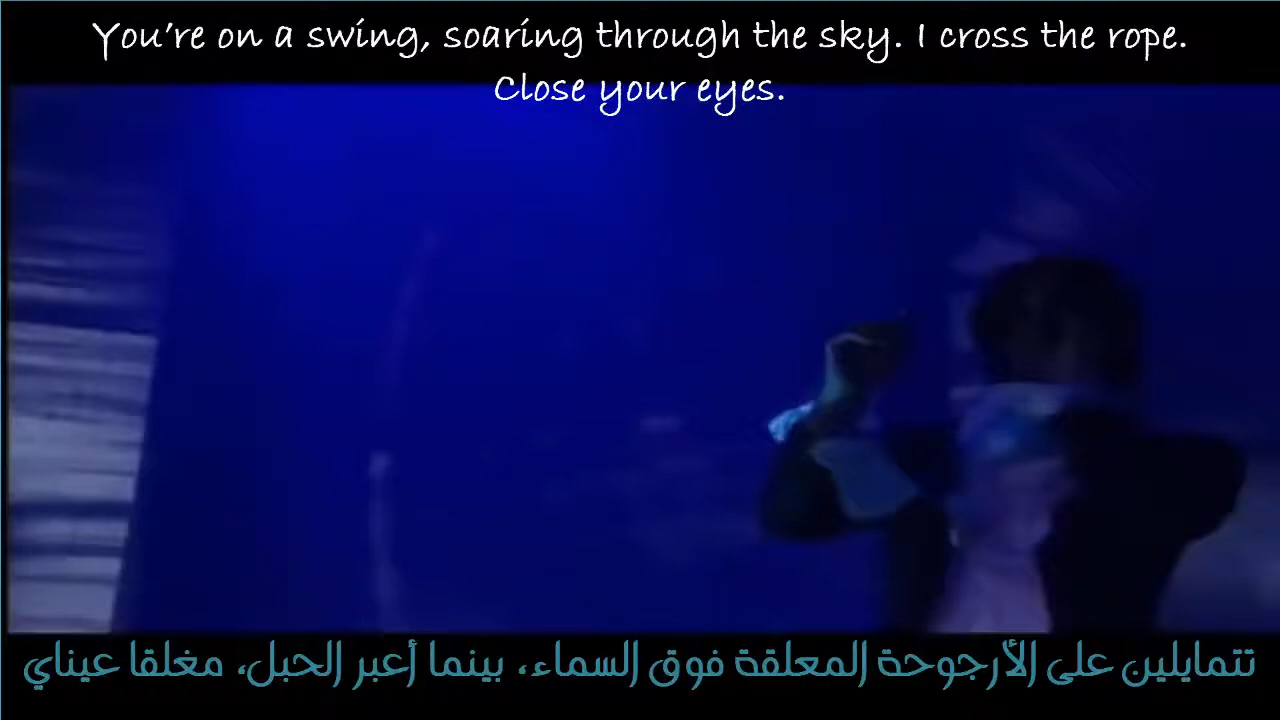 You're on a swing, soaring through the sky. I cross the rope.
Close your eyes.
تتمايلين على الأرجوحة المعلقة فوق السماء، بينما أعبر الحبل، مغلقا عيناي